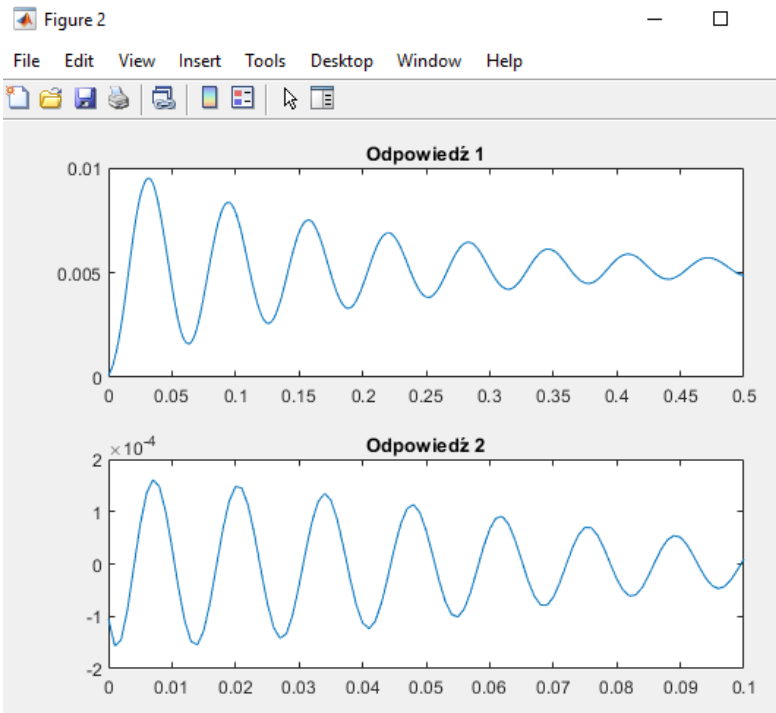 Figure 2
File Edit View Insert Tools Desktop Window Help
Odpowiedź 1
0.01
0.005
0
0 0.05 0.1 0.15 0.2 0.25 0.3 0.35 0.4 0.45 0.5
Odpowiedź 2
×10⁻⁴
2
1
0
-1
-2
0 0.01 0.02 0.03 0.04 0.05 0.06 0.07 0.08 0.09 0.1